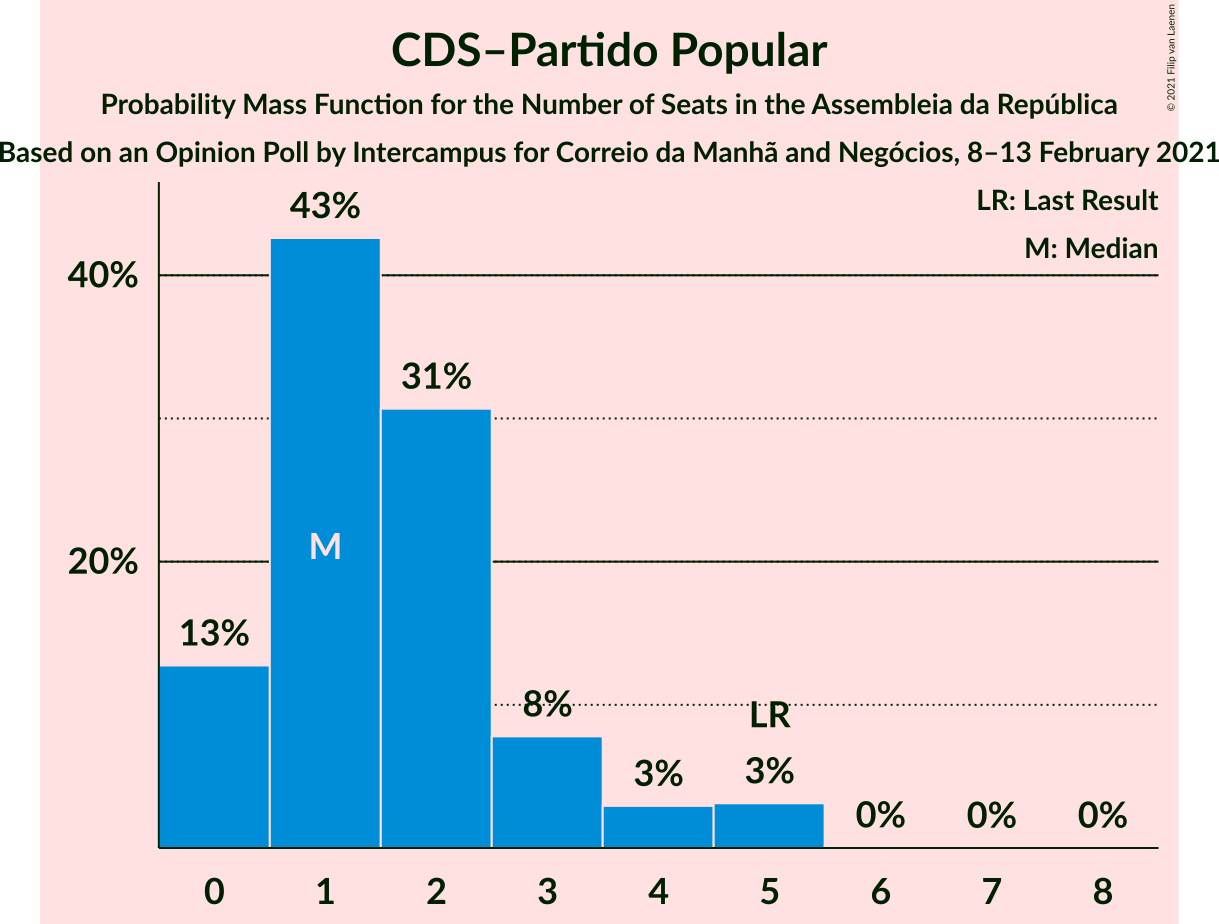 CDS–Partido Popular
Probability Mass Function for the Number of Seats in the Assembleia da República
Based on an Opinion Poll by Intercampus for Correio da Manhã and Negócios, 8–13 February 2021
© 2021 Filip van Laenen
LR: Last Result
M: Median
43%
40%
31%
M
20%
13%
8%
LR
3%
3%
0%
0%
0%
0 1 2 3 4 5 6 7 8